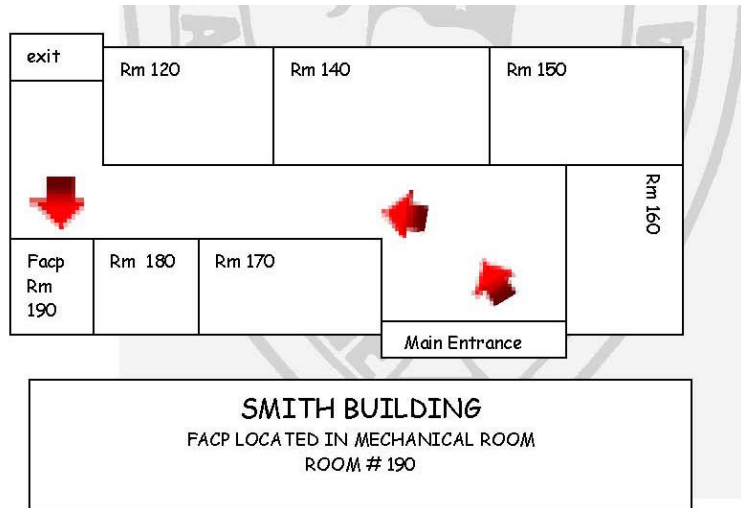 exit
Rm 120
Rm 140
Rm 150
Rm 160
Facp
Rm
190
Rm 180
Rm 170
Main Entrance
SMITH BUILDING
FACP LOCATED IN MECHANICAL ROOM
ROOM # 190